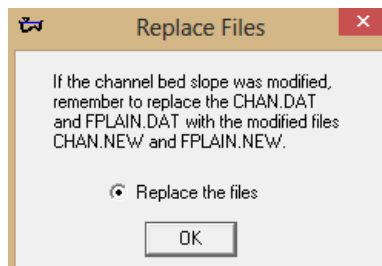 Replace Files
If the channel bed slope was modified,
remember to replace the CHAN.DAT
and FPLAIN.DAT with the modified files
CHAN.NEW and FPLAIN.NEW.
Replace the files
OK